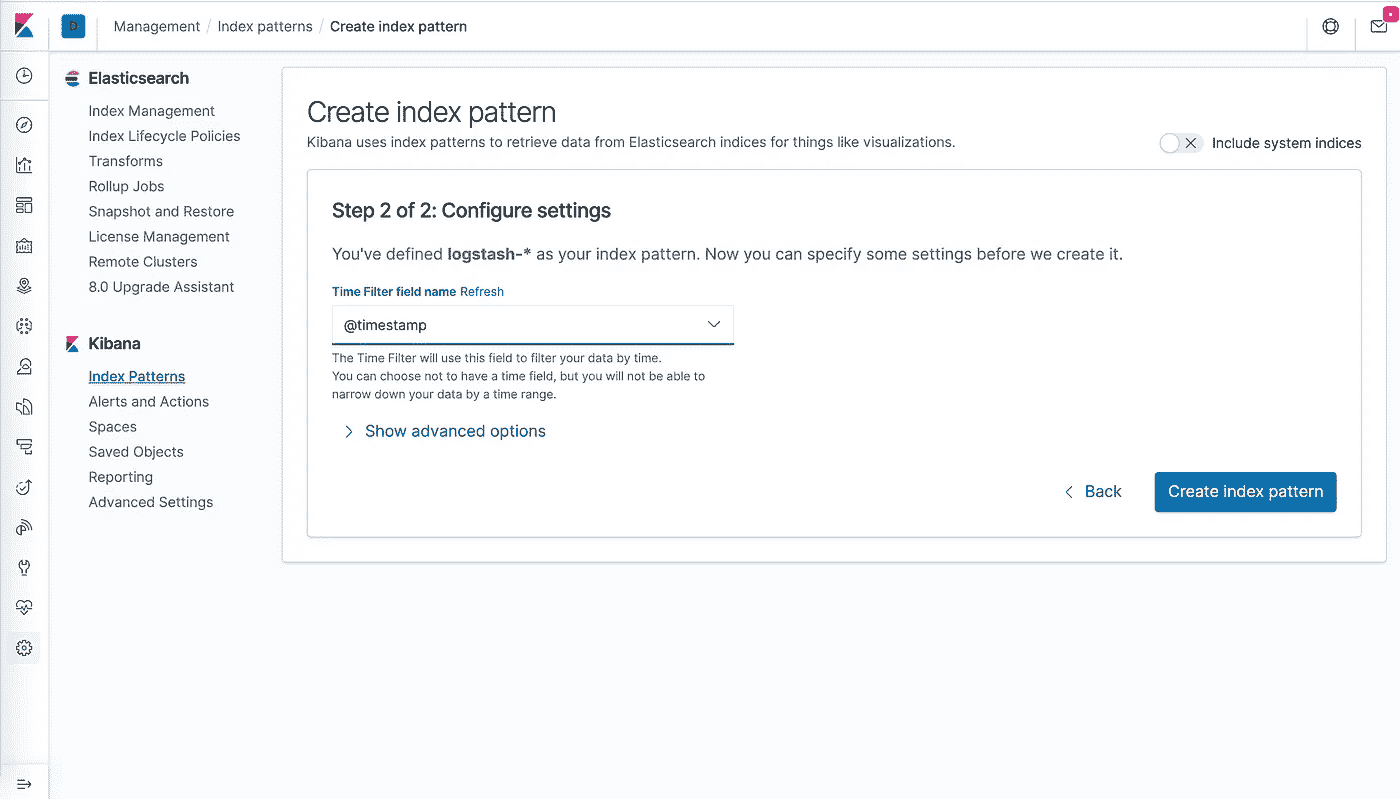 D
Management / Index patterns / Create index pattern
Elasticsearch
Index Management
Index Lifecycle Policies
Transforms
Rollup Jobs
Snapshot and Restore
License Management
Remote Clusters
8.0 Upgrade Assistant
Kibana
Index Patterns
Alerts and Actions
Spaces
Saved Objects
Reporting
Advanced Settings
Create index pattern
Kibana uses index patterns to retrieve data from Elasticsearch indices for things like visualizations.
Include system indices
Step 2 of 2: Configure settings
You've defined logstash-* as your index pattern. Now you can specify some settings before we create it.
Time Filter field name Refresh
@timestamp
The Time Filter will use this field to filter your data by time.
You can choose not to have a time field, but you will not be able to
narrow down your data by a time range.
Show advanced options
Back
Create index pattern